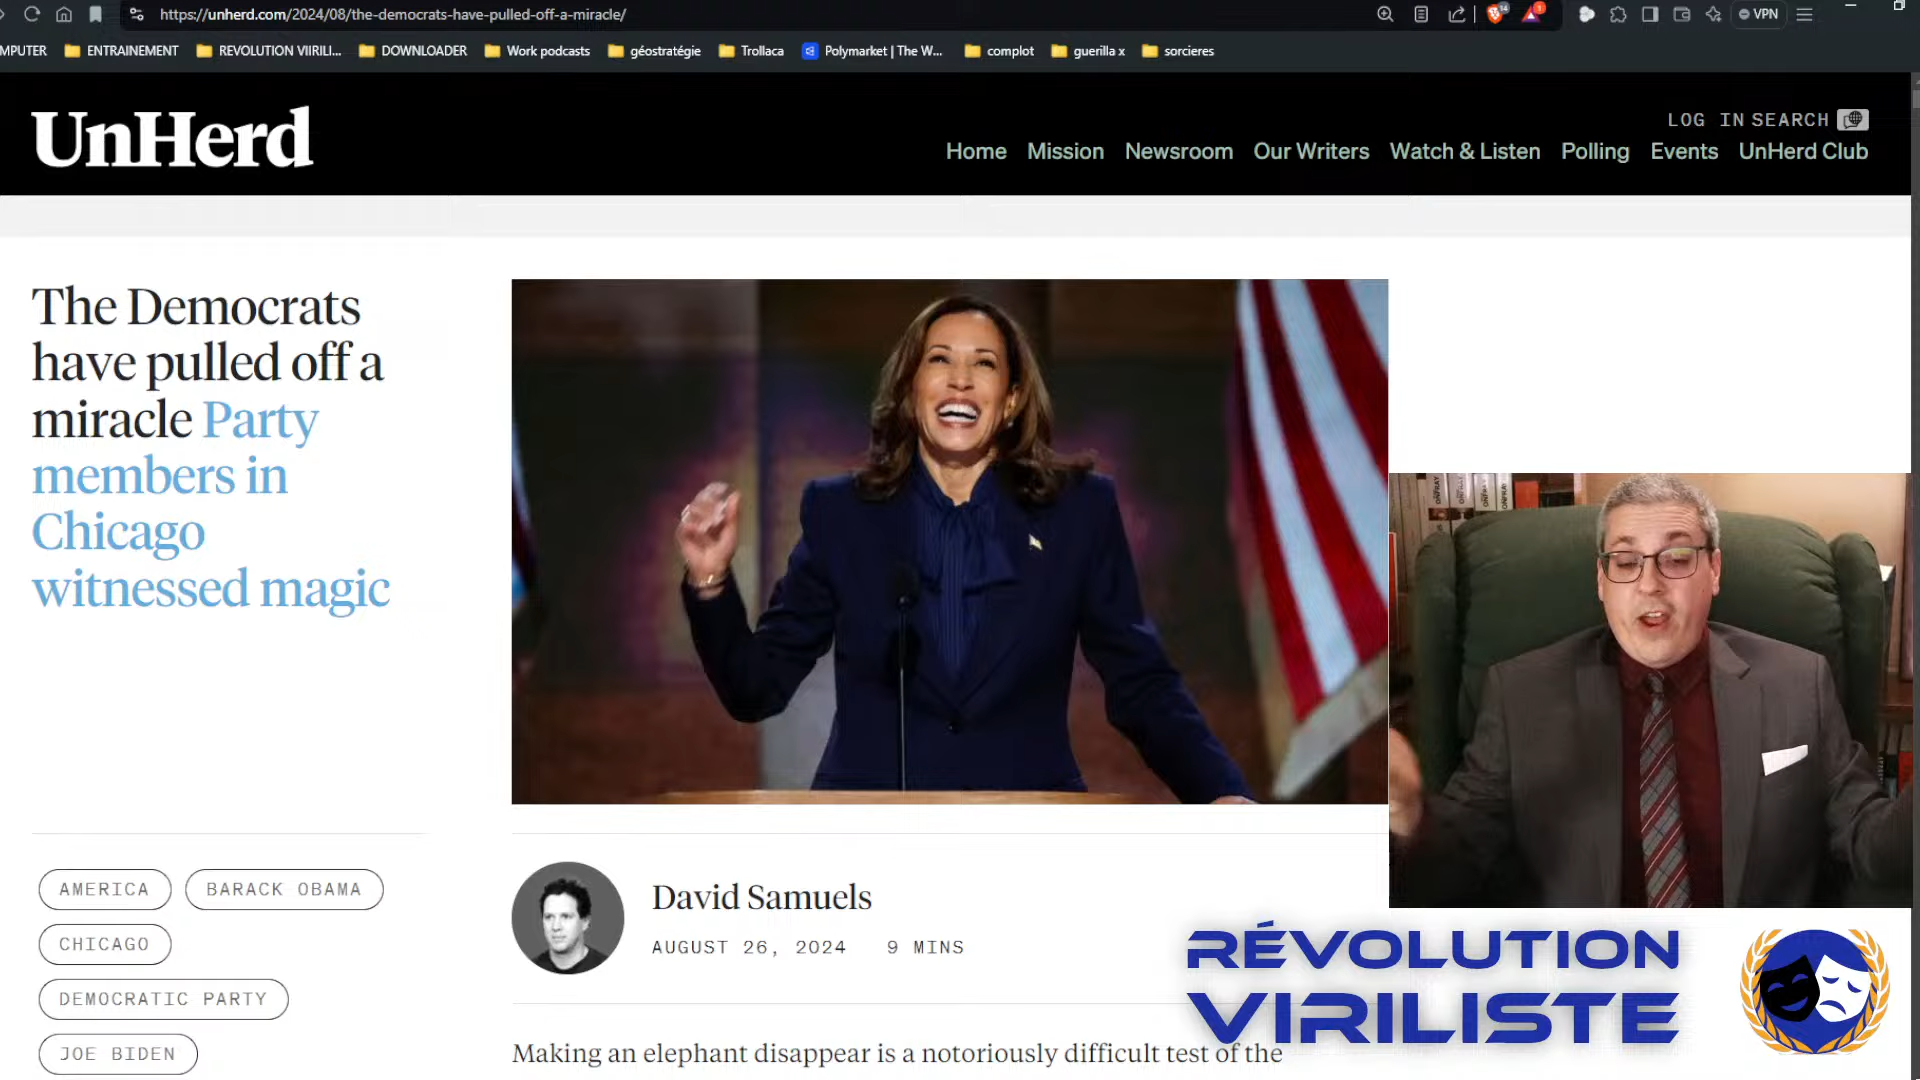 https://unherd.com/2024/08/the-democrats-have-pulled-off-a-miracle/
14
1
VPN
MPUTER
ENTRAINEMENT
REVOLUTION VIIRILI...
DOWNLOADER
Work podcasts
géostratégie
Trollaca
Polymarket | The W...
complot
guerilla x
sorcieres
UnHerd
LOG IN SEARCH
Home Mission Newsroom Our Writers Watch & Listen Polling Events UnHerd Club
The Democrats
have pulled off a
miracle Party
members in
Chicago
witnessed magic
ONFRAY
AMERICA
BARACK OBAMA
CHICAGO
DEMOCRATIC PARTY
JOE BIDEN
David Samuels
AUGUST 26, 2024 9 MINS
Making an elephant disappear is a notoriously difficult test of the
RÉVOLUTION
VIRILISTE